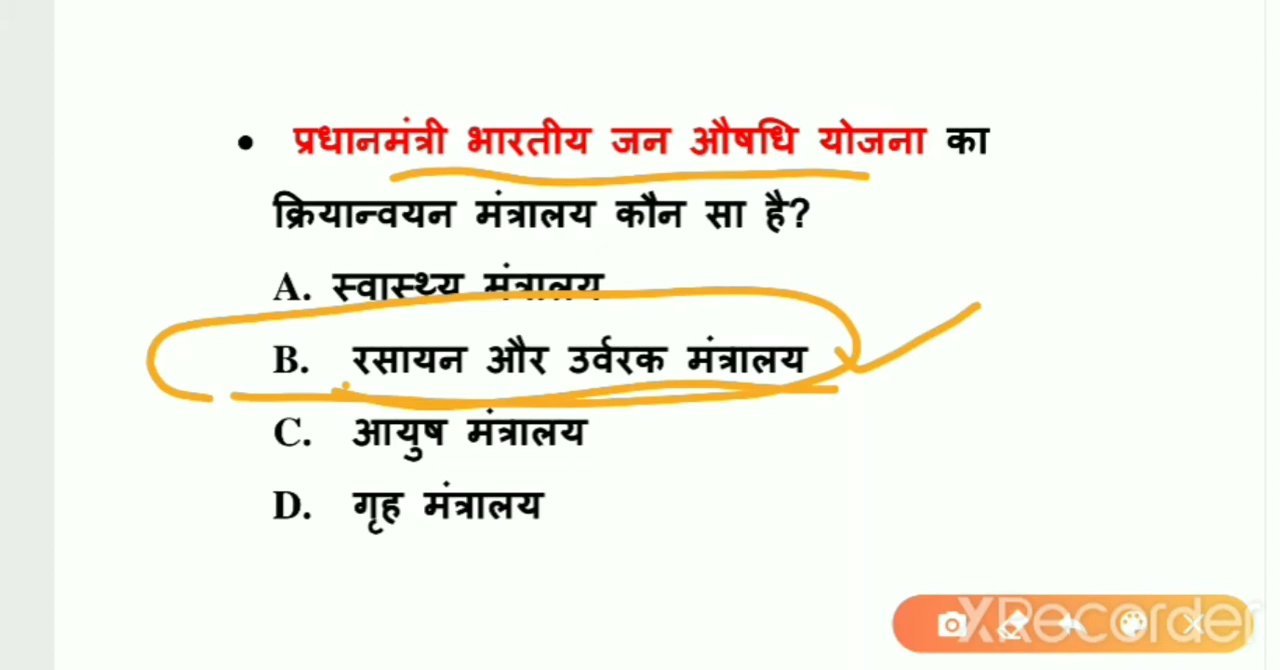 • प्रधानमंत्री भारतीय जन औषधि योजना का
क्रियान्वयन मंत्रालय कौन सा है?
A. स्वास्थ्य मंत्रालय
B. रसायन और उर्वरक मंत्रालय
C. आयुष मंत्रालय
D. गृह मंत्रालय
XRecorder